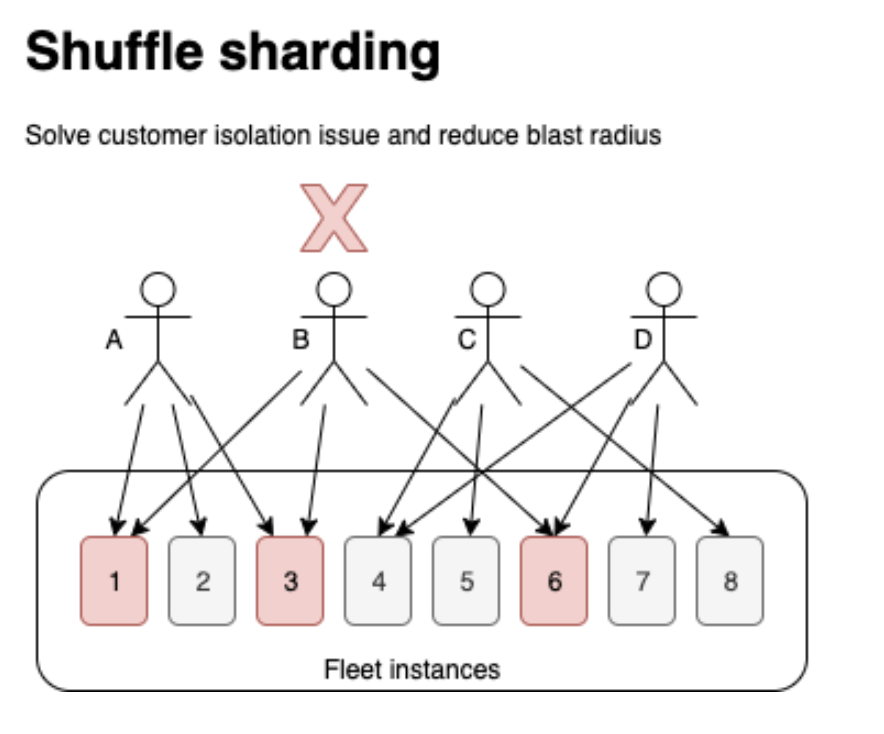 Shuffle sharding
Solve customer isolation issue and reduce blast radius
X
A
B
C
D
1
2
3
4
5
6
7
8
Fleet instances